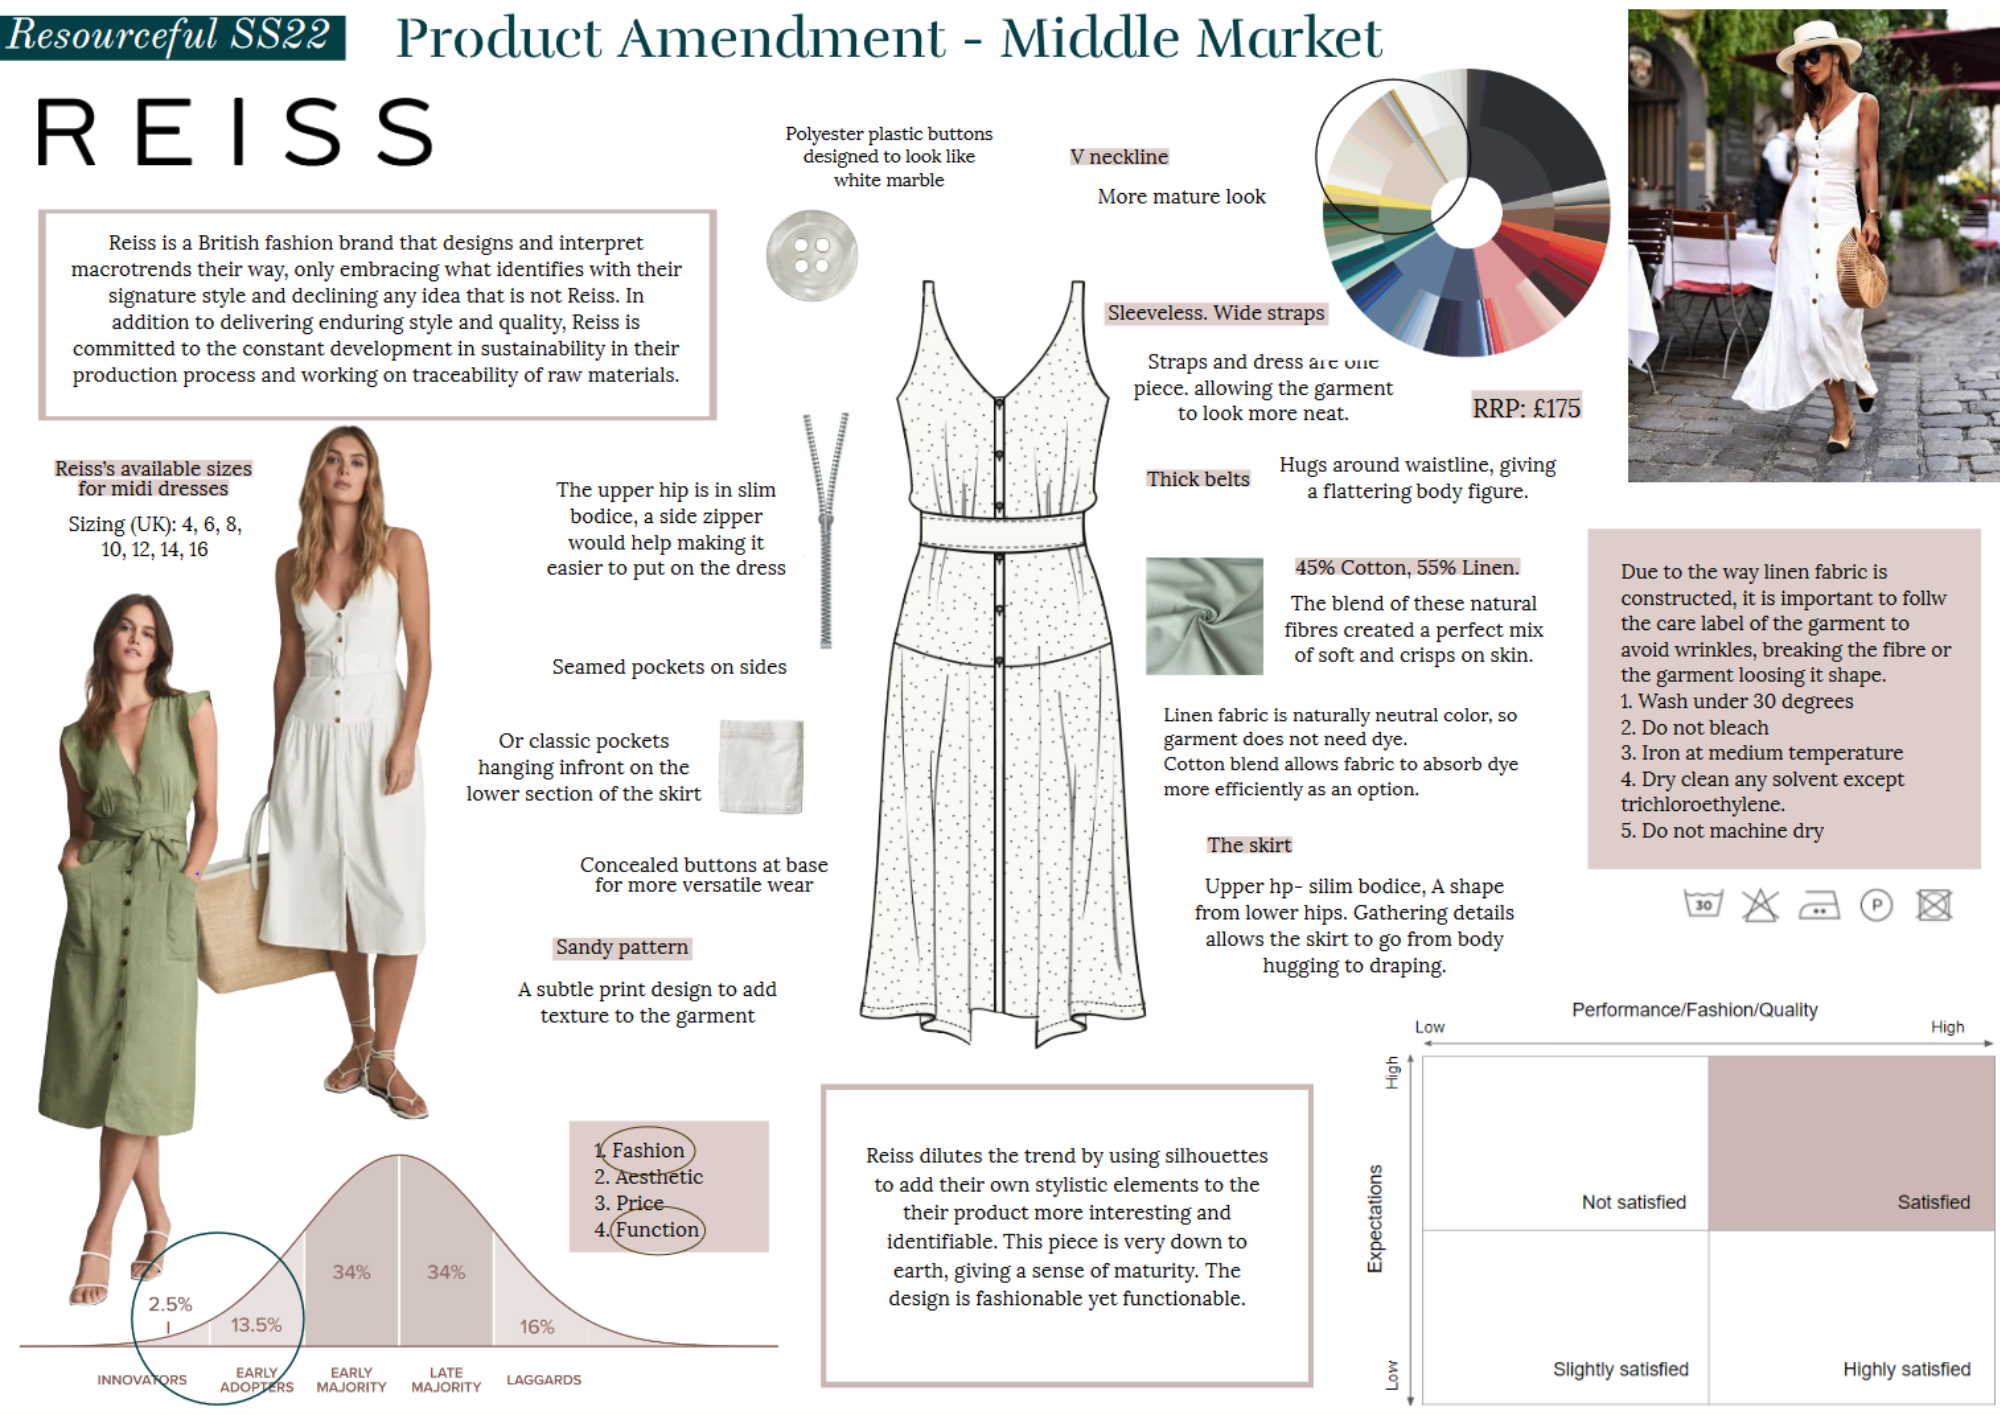 Resourceful SS22
Product Amendment - Middle Market
REISS
Reiss is a British fashion brand that designs and interpret
macrotrends their way, only embracing what identifies with their
signature style and declining any idea that is not Reiss. In
addition to delivering enduring style and quality, Reiss is
committed to the constant development in sustainability in their
production process and working on traceability of raw materials.
Polyester plastic buttons
designed to look like
white marble
V neckline
More mature look
Sleeveless. Wide straps
Straps and dress are one
piece. allowing the garment
to look more neat.
RRP: £175
Reiss's available sizes
for midi dresses
Sizing (UK): 4, 6, 8,
10, 12, 14, 16
The upper hip is in slim
bodice, a side zipper
would help making it
easier to put on the dress
Thick belts
Hugs around waistline, giving
a flattering body figure.
45% Cotton, 55% Linen.
The blend of these natural
fibres created a perfect mix
of soft and crisps on skin.
Due to the way linen fabric is
constructed, it is important to follw
the care label of the garment to
avoid wrinkles, breaking the fibre or
the garment loosing it shape.
1. Wash under 30 degrees
2. Do not bleach
3. Iron at medium temperature
4. Dry clean any solvent except
trichloroethylene.
5. Do not machine dry
30
P
Seamed pockets on sides
Or classic pockets
hanging infront on the
lower section of the skirt
Linen fabric is naturally neutral color, so
garment does not need dye.
Cotton blend allows fabric to absorb dye
more efficiently as an option.
Concealed buttons at base
for more versatile wear
The skirt
Upper hp- silim bodice, A shape
from lower hips. Gathering details
allows the skirt to go from body
hugging to draping.
Sandy pattern
A subtle print design to add
texture to the garment
1. Fashion
2. Aesthetic
3. Price
4. Function
Reiss dilutes the trend by using silhouettes
to add their own stylistic elements to the
their product more interesting and
identifiable. This piece is very down to
earth, giving a sense of maturity. The
design is fashionable yet functionable.
2.5%
13.5%
34%
34%
16%
INNOVATORS
EARLY
ADOPTERS
EARLY
MAJORITY
LATE
MAJORITY
LAGGARDS
Performance/Fashion/Quality
Low
High
High
Expectations
Low
Not satisfied
Satisfied
Slightly satisfied
Highly satisfied